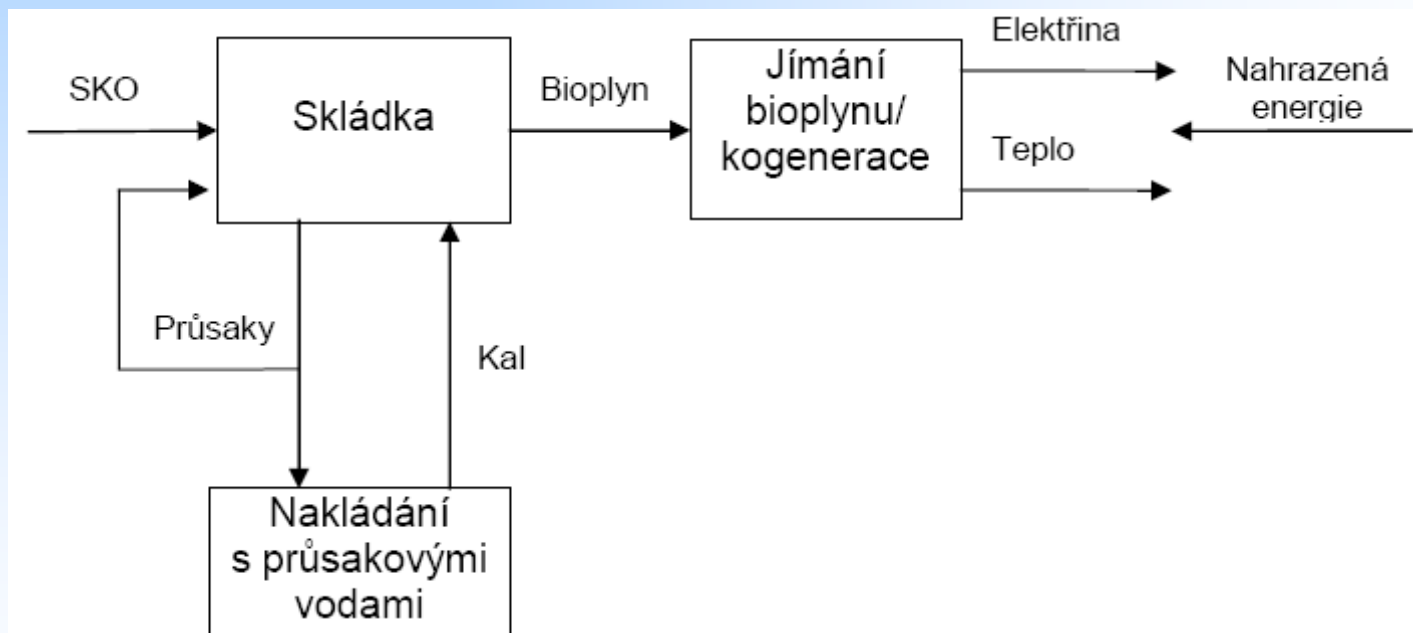 SKO
Skládka
Bioplyn
Jímání
bioplynu/
kogenerace
Elektřina
Teplo
Nahrazená
energie
Průsaky
Kal
Nakládání
s průsakovými
vodami